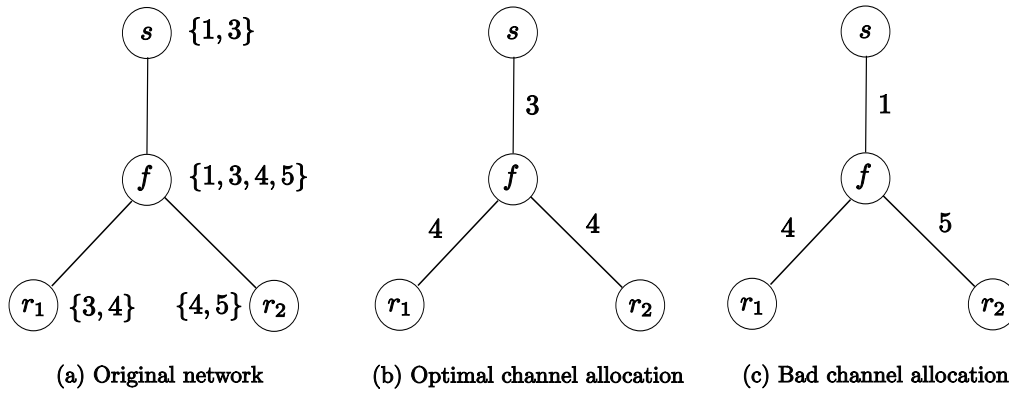 s {1, 3}
f {1, 3, 4, 5}
r₁ {3, 4} {4, 5} r₂
(a) Original network
s
3
f
4 4
r₁ r₂
(b) Optimal channel allocation
s
1
f
4 5
r₁ r₂
(c) Bad channel allocation